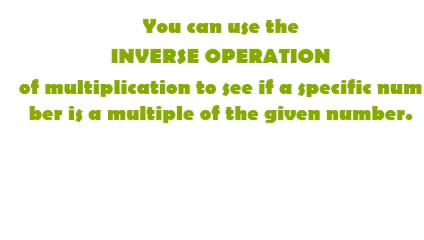 You can use the
INVERSE OPERATION
of multiplication to see if a specific num
ber is a multiple of the given number.